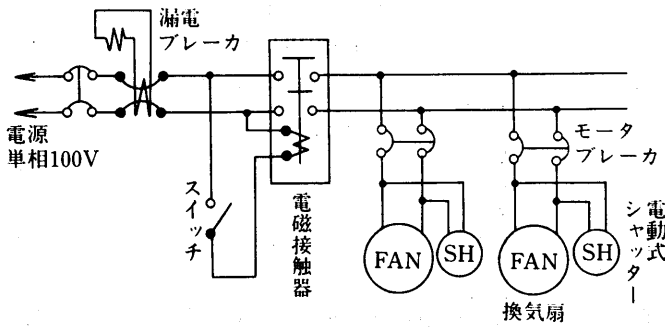 漏電
ブレーカ
電源
単相100V
スイッチ
電磁接触器
モータ
ブレーカ
FAN
SH
FAN
SH
電動式
シャッター
換気扇